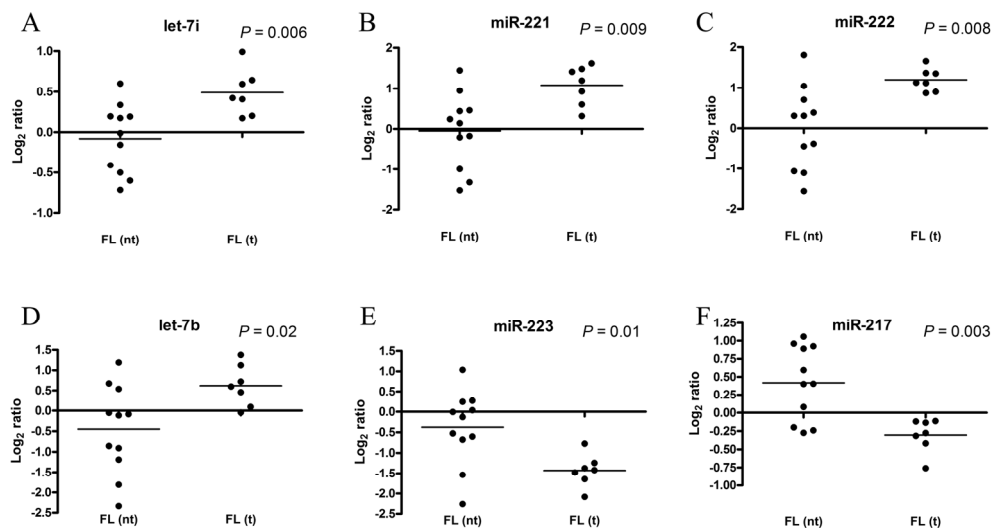 A
let-7i
P = 0.006
Log2 ratio
1.0
0.5
0.0
-0.5
-1.0
FL (nt)
FL (t)
B
miR-221
P = 0.009
Log2 ratio
2
1
0
-1
-2
FL (nt)
FL (t)
C
miR-222
P = 0.008
Log2 ratio
2
1
0
-1
-2
FL (nt)
FL (t)
D
let-7b
P = 0.02
Log2 ratio
1.5
1.0
0.5
0.0
-0.5
-1.0
-1.5
-2.0
-2.5
FL (nt)
FL (t)
E
miR-223
P = 0.01
Log2 ratio
1.5
1.0
0.5
0.0
-0.5
-1.0
-1.5
-2.0
-2.5
FL (nt)
FL (t)
F
miR-217
P = 0.003
Log2 ratio
1.25
1.00
0.75
0.50
0.25
0.00
-0.25
-0.50
-0.75
-1.00
FL (nt)
FL (t)